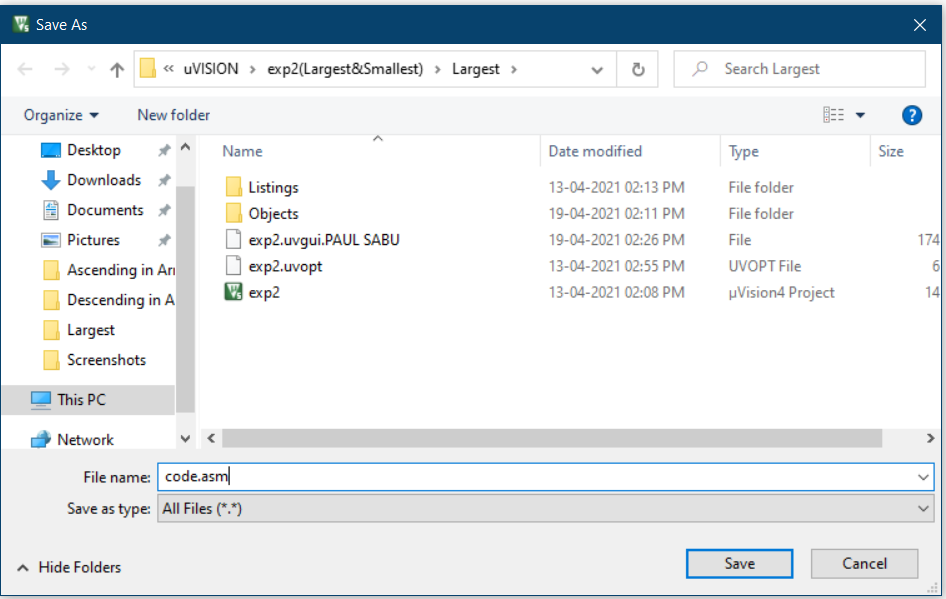 Save As
« uVISION › exp2(Largest&Smallest) › Largest ›
Search Largest
Organize
New folder
?
Desktop
Downloads
Documents
Pictures
Ascending in Arr
Descending in A
Largest
Screenshots
This PC
Network
Name Date modified Type Size
Listings 13-04-2021 02:13 PM File folder
Objects 19-04-2021 02:11 PM File folder
exp2.uvgui.PAUL SABU 19-04-2021 02:26 PM File 174
exp2.uvopt 13-04-2021 02:55 PM UVOPT File 6
exp2 13-04-2021 02:08 PM µVision4 Project 14
File name: code.asm
Save as type: All Files (*.*)
Hide Folders
Save
Cancel